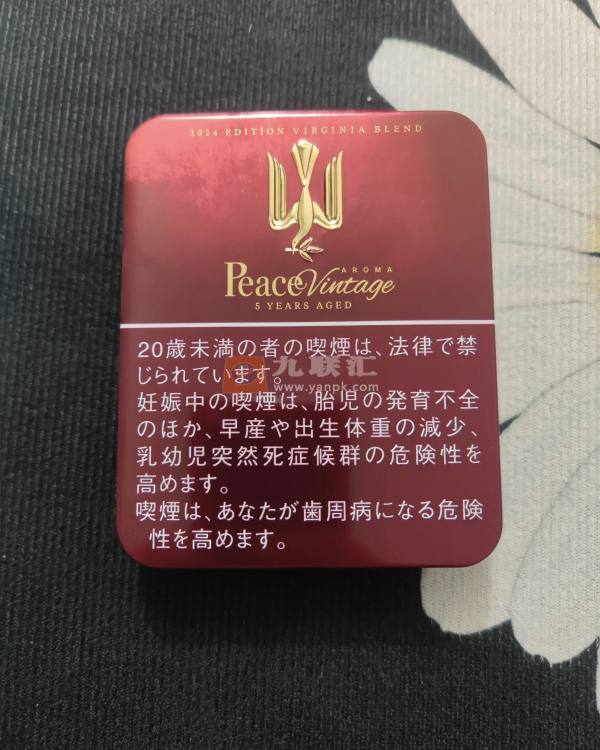 2024 EDITION VIRGINIA BLEND
Peace AROMA Vintage
5 YEARS AGED
20歳未満の者の喫煙は、法律で禁
じられています。
九联汇
www.yanpk.com
妊娠中の喫煙は、胎児の発育不全
のほか、早産や出生体重の減少、
乳幼児突然死症候群の危険性を
高めます。
喫煙は、あなたが歯周病になる危険
性を高めます。